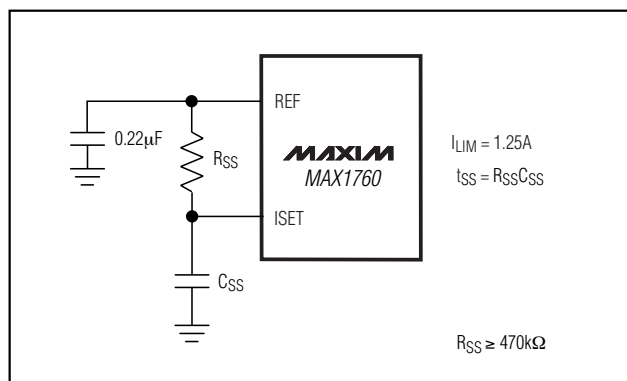 REF
0.22µF
RSS
MAXIM
MAX1760
ILIM = 1.25A
tSS = RSSCSS
ISET
CSS
RSS ≥ 470kΩ